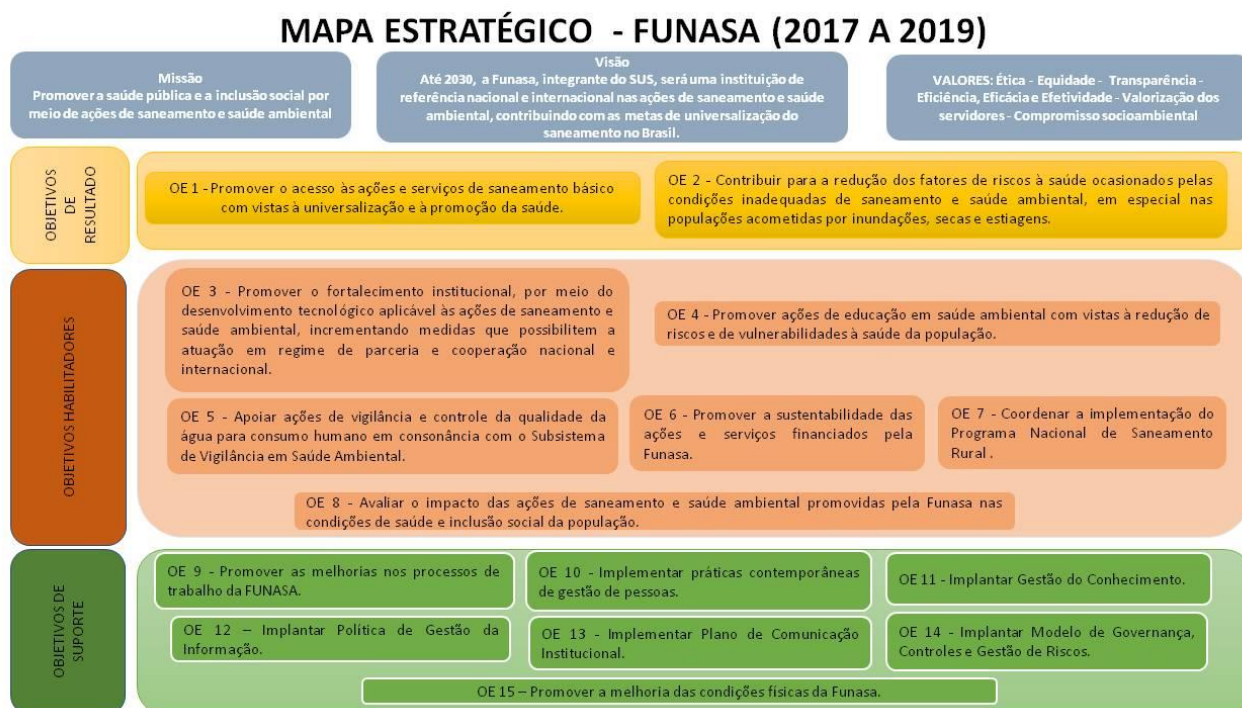 MAPA ESTRATÉGICO - FUNASA (2017 A 2019)
Missão
Promover a saúde pública e a inclusão social por
meio de ações de saneamento e saúde ambiental
Visão
Até 2030, a Funasa, integrante do SUS, será uma instituição de
referência nacional e internacional nas ações de saneamento e saúde
ambiental, contribuindo com as metas de universalização do
saneamento no Brasil.
VALORES: Ética - Equidade - Transparência -
Eficiência, Eficácia e Efetividade - Valorização dos
servidores - Compromisso socioambiental
OBJETIVOS
DE
RESULTADO
OE 1 - Promover o acesso às ações e serviços de saneamento básico
com vistas à universalização e à promoção da saúde.
OE 2 - Contribuir para a redução dos fatores de riscos à saúde ocasionados pelas
condições inadequadas de saneamento e saúde ambiental, em especial nas
populações acometidas por inundações, secas e estiagens.
OBJETIVOS HABILITADORES
OE 3 - Promover o fortalecimento institucional, por meio do
desenvolvimento tecnológico aplicável às ações de saneamento e
saúde ambiental, incrementando medidas que possibilitem a
atuação em regime de parceria e cooperação nacional e
internacional.
OE 4 - Promover ações de educação em saúde ambiental com vistas à redução de
riscos e de vulnerabilidades à saúde da população.
OE 5 - Apoiar ações de vigilância e controle da qualidade da
água para consumo humano em consonância com o Subsistema
de Vigilância em Saúde Ambiental.
OE 6 - Promover a sustentabilidade das
ações e serviços financiados pela
Funasa.
OE 7 - Coordenar a implementação do
Programa Nacional de Saneamento
Rural .
OE 8 - Avaliar o impacto das ações de saneamento e saúde ambiental promovidas pela Funasa nas
condições de saúde e inclusão social da população.
OBJETIVOS DE
SUPORTE
OE 9 - Promover as melhorias nos processos de
trabalho da FUNASA.
OE 10 - Implementar práticas contemporâneas
de gestão de pessoas.
OE 11 - Implantar Gestão do Conhecimento.
OE 12 – Implantar Política de Gestão da
Informação.
OE 13 - Implementar Plano de Comunicação
Institucional.
OE 14 - Implantar Modelo de Governança,
Controles e Gestão de Riscos.
OE 15 – Promover a melhoria das condições físicas da Funasa.